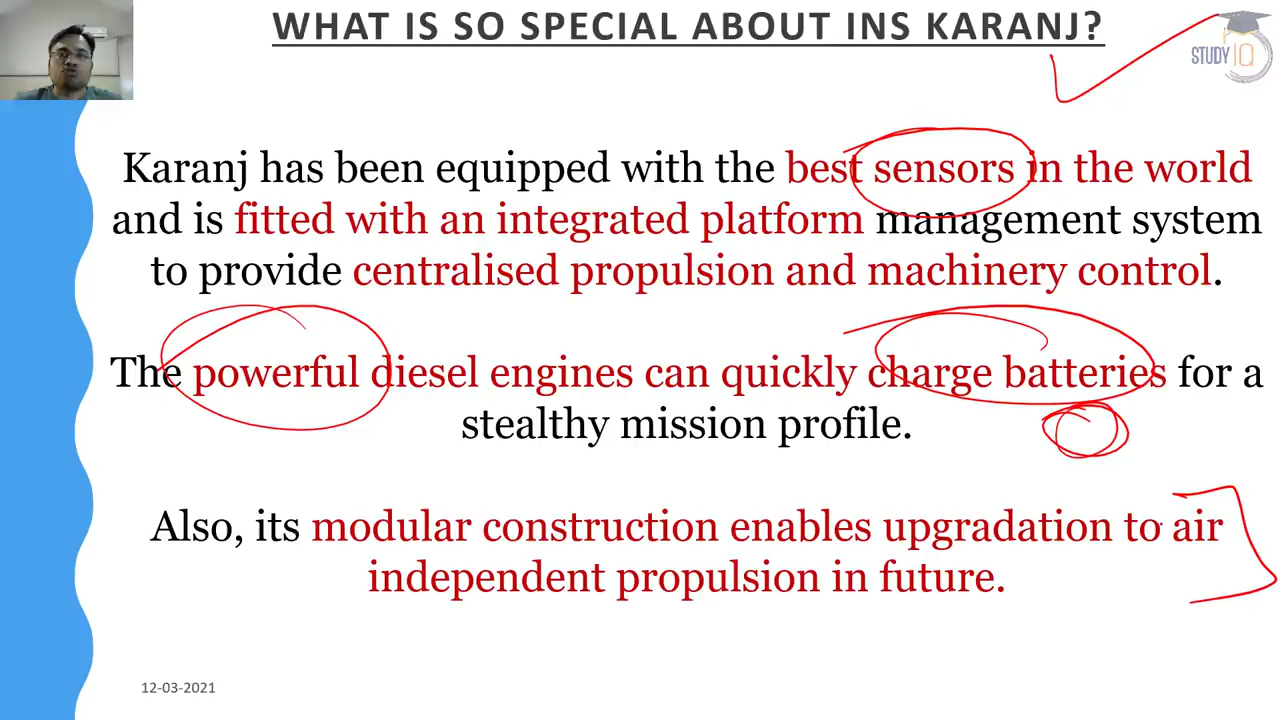 WHAT IS SO SPECIAL ABOUT INS KARANJ?
STUDY IQ
Karanj has been equipped with the best sensors in the world
and is fitted with an integrated platform management system
to provide centralised propulsion and machinery control.
The powerful diesel engines can quickly charge batteries for a
stealthy mission profile.
Also, its modular construction enables upgradation to air
independent propulsion in future.
12-03-2021